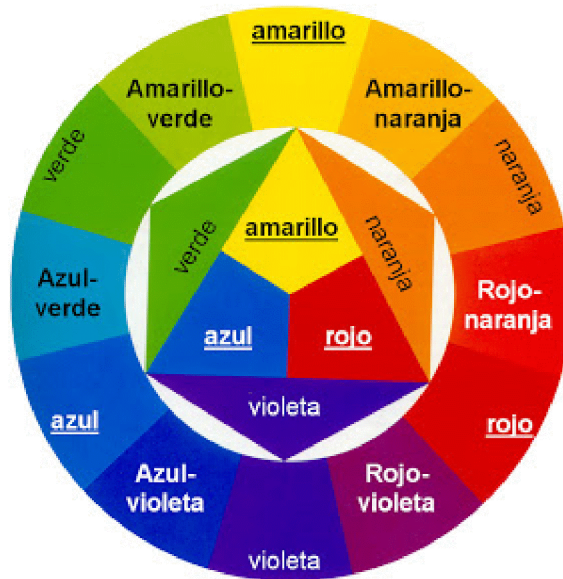 amarillo
Amarillo-
verde
Amarillo-
naranja
verde
naranja
amarillo
verde
naranja
Azul-
verde
Rojo-
naranja
azul
rojo
azul
rojo
violeta
Azul-
violeta
Rojo-
violeta
violeta